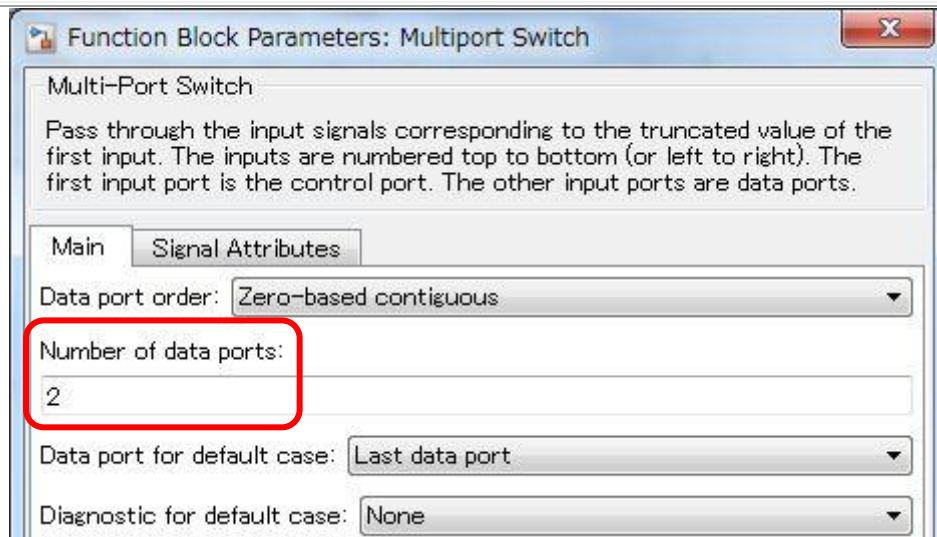 Function Block Parameters: Multiport Switch
Multi-Port Switch
Pass through the input signals corresponding to the truncated value of the
first input. The inputs are numbered top to bottom (or left to right). The
first input port is the control port. The other input ports are data ports.
Main Signal Attributes
Data port order: Zero-based contiguous
Number of data ports:
2
Data port for default case: Last data port
Diagnostic for default case: None